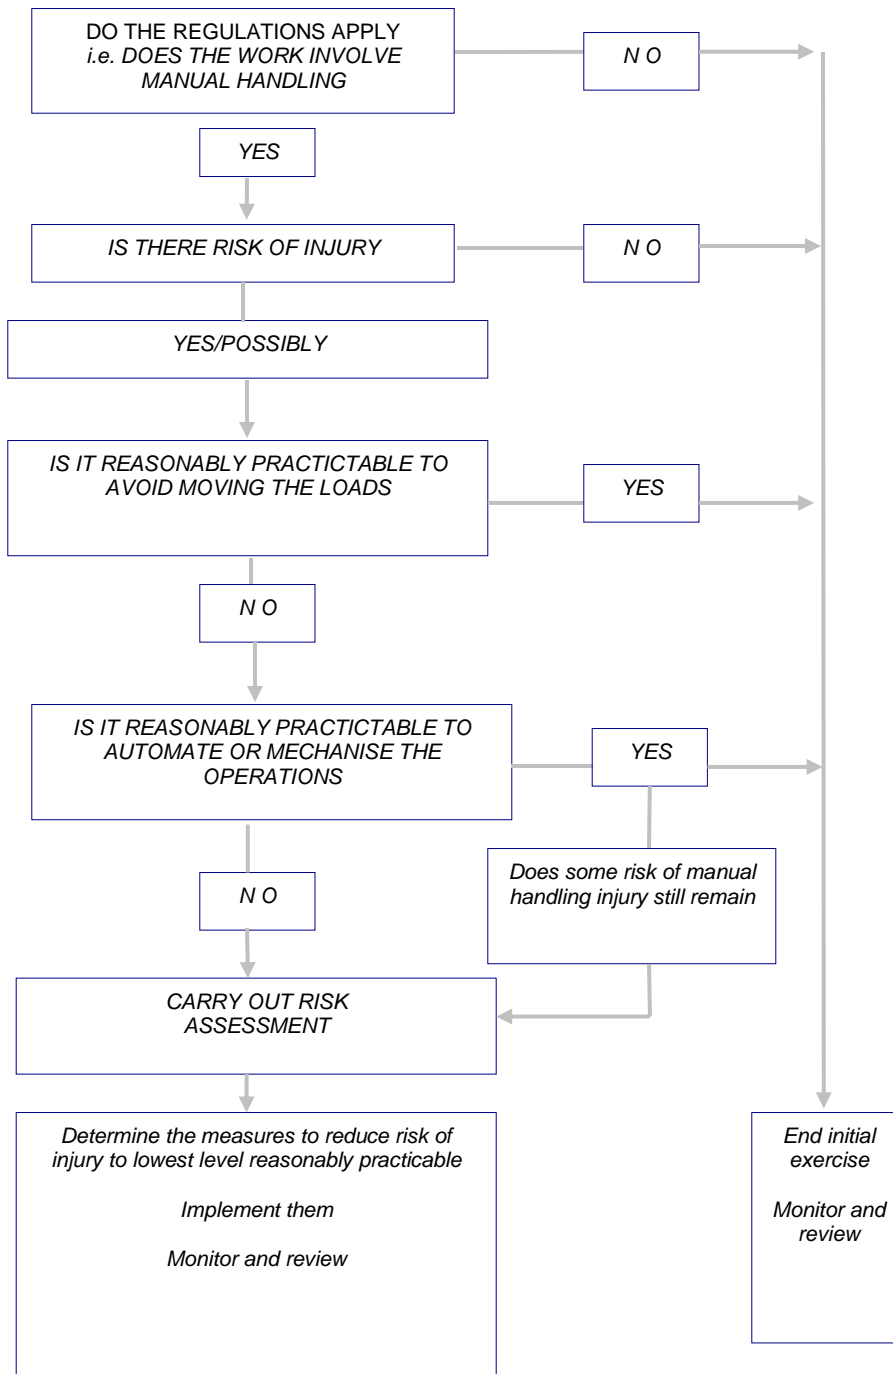 DO THE REGULATIONS APPLY
i.e. DOES THE WORK INVOLVE
MANUAL HANDLING
N O
YES
IS THERE RISK OF INJURY
N O
YES/POSSIBLY
IS IT REASONABLY PRACTICTABLE TO
AVOID MOVING THE LOADS
YES
N O
IS IT REASONABLY PRACTICTABLE TO
AUTOMATE OR MECHANISE THE
OPERATIONS
YES
Does some risk of manual
handling injury still remain
N O
CARRY OUT RISK
ASSESSMENT
Determine the measures to reduce risk of
injury to lowest level reasonably practicable
Implement them
Monitor and review
End initial
exercise
Monitor and
review